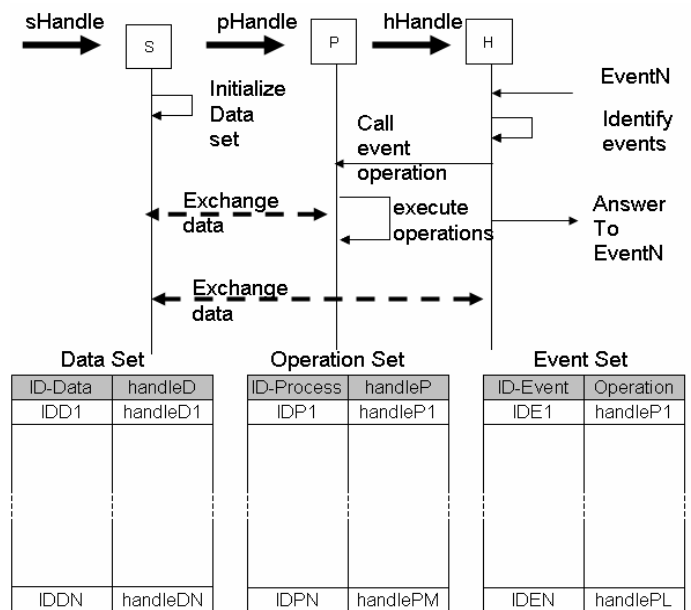 sHandle
pHandle
hHandle
S
P
H
EventN
Initialize
Data
set
Identify
events
Call
event
operation
Exchange
data
execute
operations
Answer
To
EventN
Exchange
data
Data Set
Operation Set
Event Set
ID-Data handleD
ID-Process handleP
ID-Event Operation
IDD1 handleD1
IDP1 handleP1
IDE1 handleP1
IDDN handleDN
IDPN handlePM
IDEN handlePL